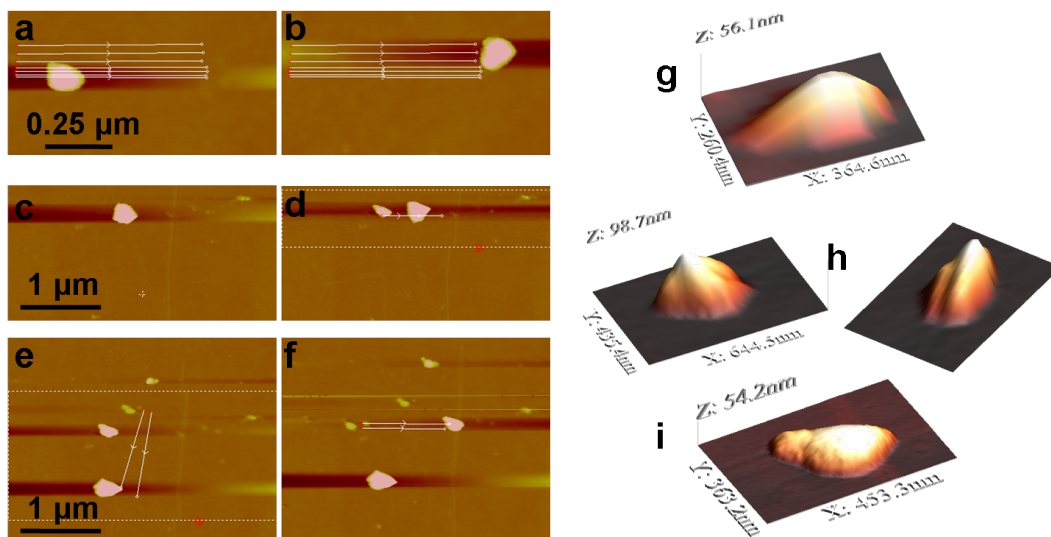 a
b
0.25 µm
c
d
1 µm
e
f
1 µm
Z: 56.1nm
g
Y: 260.4nm
X: 364.6nm
Z: 98.7nm
h
Y: 435.4nm
X: 644.5nm
Z: 54.2nm
i
Y: 363.2nm
X: 453.3nm